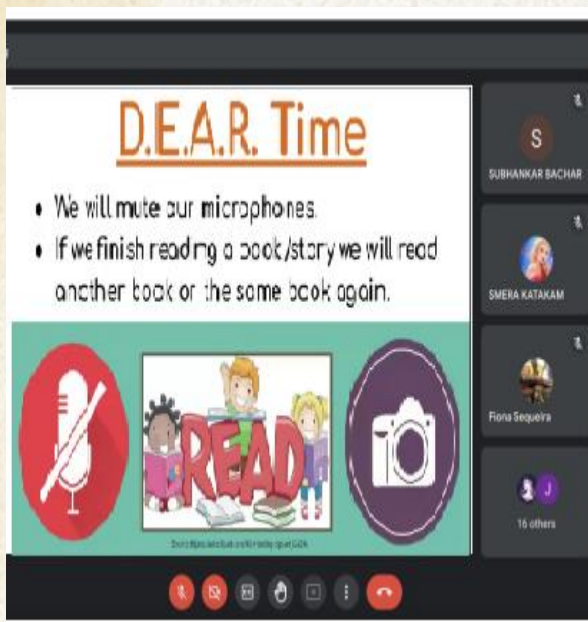 D.E.A.R. Time
• We will mute our microphones.
• If we finish reading a book/story we will read
another book or the same book again.
READ
S
SUBHANKAR BACHAR
SMERA KATAKAM
Fiona Sequeira
J
16 others